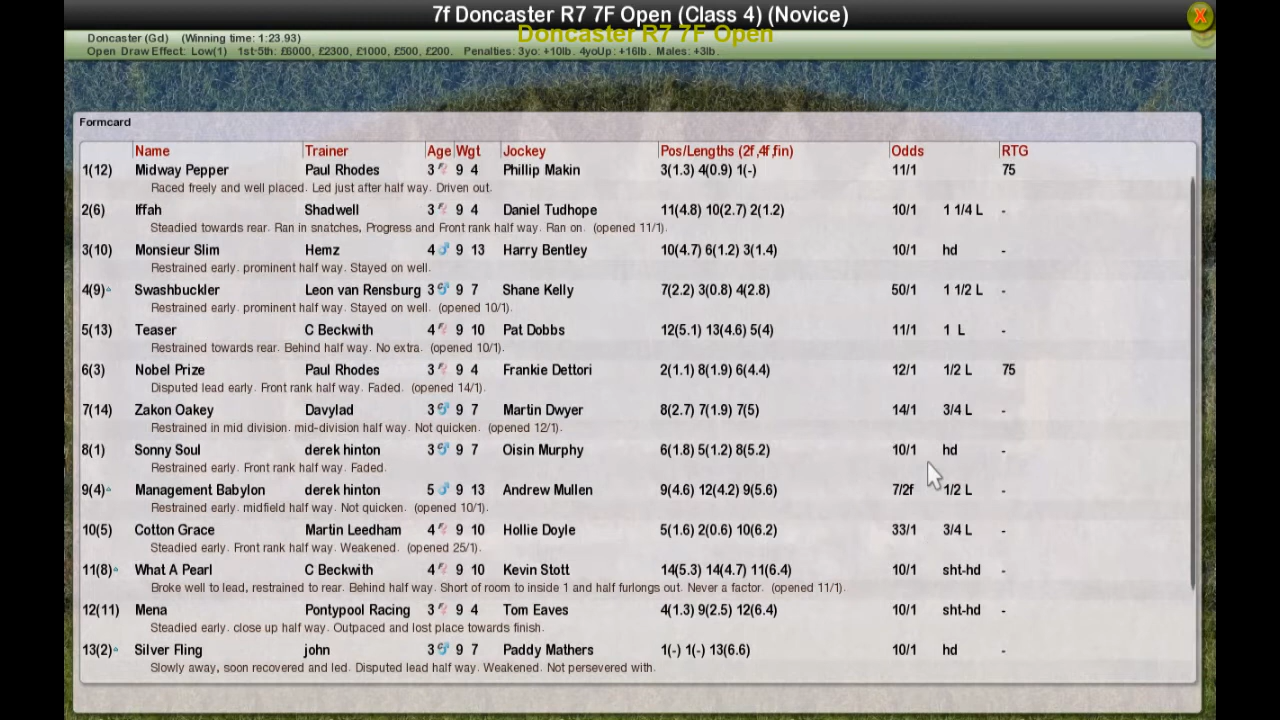 7f Doncaster R7 7F Open (Class 4) (Novice)
Doncaster R7 7F Open
Doncaster (Gd) (Winning time: 1:23.93)
Open Draw Effect: Low(1) 1st-5th: £6000, £2300, £1000, £500, £200. Penalties: 3yo: +10lb. 4yoUp: +16lb. Males: +3lb.
Formcard
Name Trainer Age Wgt Jockey Pos/Lengths (2f,4f,fin) Odds RTG
1(12) Midway Pepper Paul Rhodes 3 9 4 Phillip Makin 3(1.3) 4(0.9) 1(-) 11/1 75
Raced freely and well placed. Led just after half way. Driven out.
2(6) Iffah Shadwell 3 9 4 Daniel Tudhope 11(4.8) 10(2.7) 2(1.2) 10/1 1 1/4 L -
Steadied towards rear. Ran in snatches, Progress and Front rank half way. Ran on. (opened 11/1).
3(10) Monsieur Slim Hemz 4 9 13 Harry Bentley 10(4.7) 6(1.2) 3(1.4) 10/1 hd -
Restrained early. prominent half way. Stayed on well.
4(9) Swashbuckler Leon van Rensburg 3 9 7 Shane Kelly 7(2.2) 3(0.8) 4(2.8) 50/1 1 1/2 L -
Restrained early. prominent half way. Stayed on well. (opened 10/1).
5(13) Teaser C Beckwith 4 9 10 Pat Dobbs 12(5.1) 13(4.6) 5(4) 11/1 1 L -
Restrained towards rear. Behind half way. No extra. (opened 10/1).
6(3) Nobel Prize Paul Rhodes 3 9 4 Frankie Dettori 2(1.1) 8(1.9) 6(4.4) 12/1 1/2 L 75
Disputed lead early. Front rank half way. Faded. (opened 14/1).
7(14) Zakon Oakey Davylad 3 9 7 Martin Dwyer 8(2.7) 7(1.9) 7(5) 14/1 3/4 L -
Restrained in mid division. mid-division half way. Not quicken. (opened 12/1).
8(1) Sonny Soul derek hinton 3 9 7 Oisin Murphy 6(1.8) 5(1.2) 8(5.2) 10/1 hd -
Restrained early. Front rank half way. Faded.
9(4) Management Babylon derek hinton 5 9 13 Andrew Mullen 9(4.6) 12(4.2) 9(5.6) 7/2f 1/2 L -
Restrained early. midfield half way. Not quicken. (opened 10/1).
10(5) Cotton Grace Martin Leedham 4 9 10 Hollie Doyle 5(1.6) 2(0.6) 10(6.2) 33/1 3/4 L -
Steadied early. Front rank half way. Weakened. (opened 25/1).
11(8) What A Pearl C Beckwith 4 9 10 Kevin Stott 14(5.3) 14(4.7) 11(6.4) 10/1 sht-hd -
Broke well to lead, restrained to rear. Behind half way. Short of room to inside 1 and half furlongs out. Never a factor. (opened 11/1).
12(11) Mena Pontypool Racing 3 9 4 Tom Eaves 4(1.3) 9(2.5) 12(6.4) 10/1 sht-hd -
Steadied early. close up half way. Outpaced and lost place towards finish.
13(2) Silver Fling john 3 9 7 Paddy Mathers 1(-) 1(-) 13(6.6) 10/1 hd -
Slowly away, soon recovered and led. Disputed lead half way. Weakened. Not persevered with.